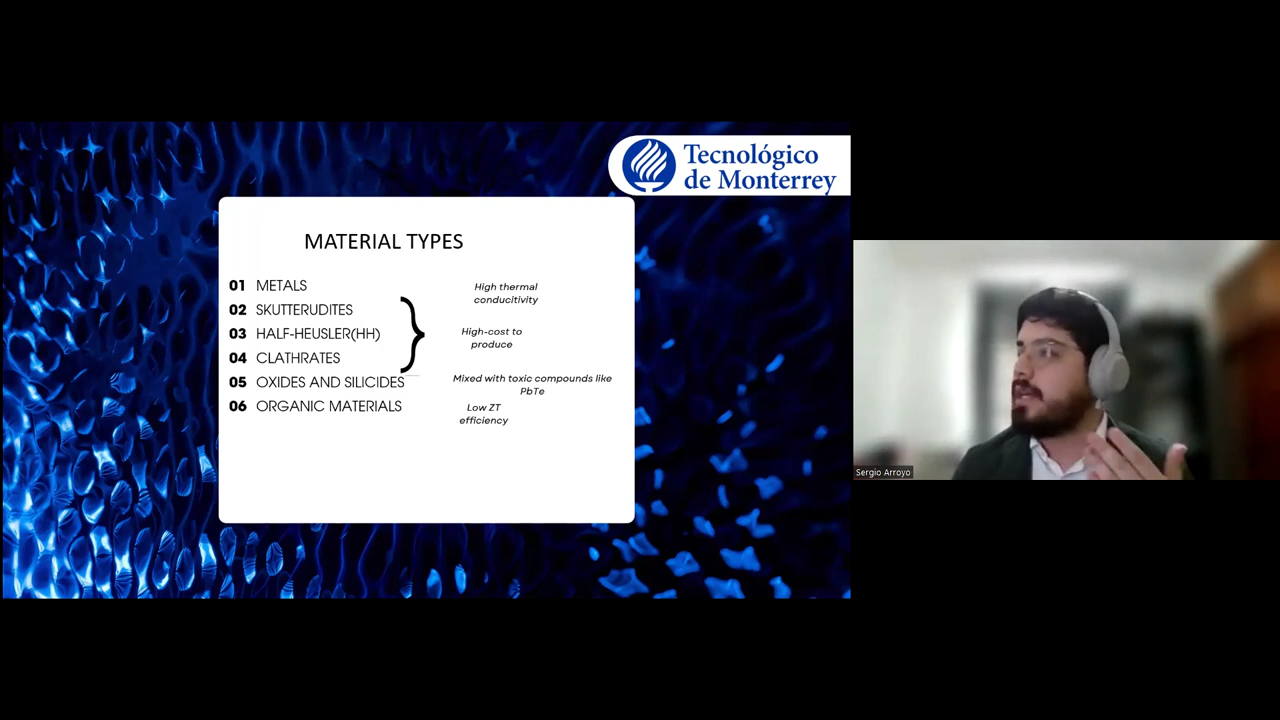 Tecnológico
de Monterrey
MATERIAL TYPES
01 METALS
High thermal
conducitivity
02 SKUTTERUDITES
03 HALF-HEUSLER(HH)
High-cost to
produce
04 CLATHRATES
05 OXIDES AND SILICIDES
Mixed with toxic compounds like
PbTe
06 ORGANIC MATERIALS
Low ZT
efficiency
Sergio Arroyo